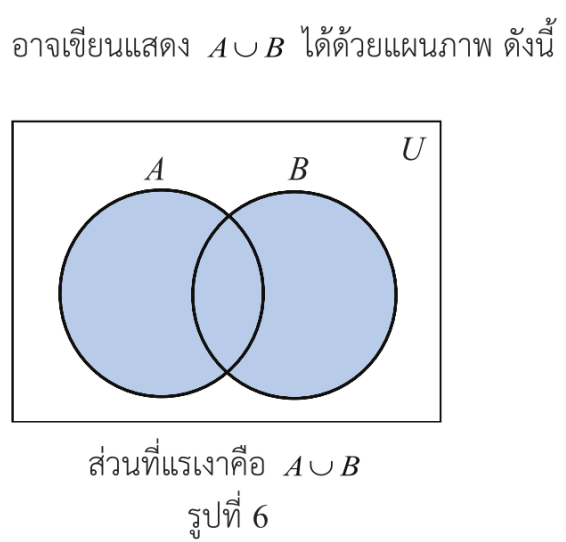 อาจเขียนแสดง A ∪ B ได้ด้วยแผนภาพ ดังนี้
U
A B
ส่วนที่แรเงาคือ A ∪ B
รูปที่ 6